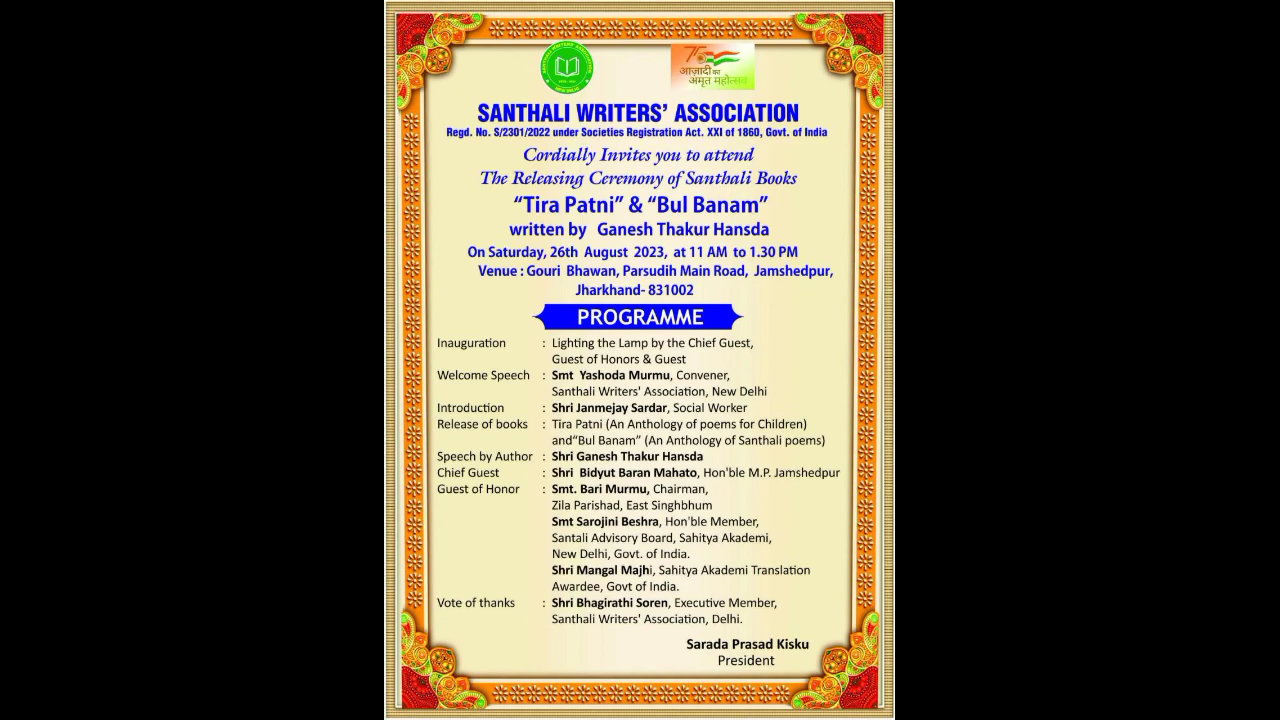 SANTHALI WRITERS' ASSOCIATION
NEW DELHI
75
आज़ादी का
अमृत महोत्सव
SANTHALI WRITERS’ ASSOCIATION
Regd. No. S/2301/2022 under Societies Registration Act. XXI of 1860, Govt. of India
Cordially Invites you to attend
The Releasing Ceremony of Santhali Books
“Tira Patni” & “Bul Banam”
written by Ganesh Thakur Hansda
On Saturday, 26th August 2023, at 11 AM to 1.30 PM
Venue : Gouri Bhawan, Parsudih Main Road, Jamshedpur,
Jharkhand- 831002
PROGRAMME
Inauguration : Lighting the Lamp by the Chief Guest,
Guest of Honors & Guest
Welcome Speech : Smt Yashoda Murmu, Convener,
Santhali Writers' Association, New Delhi
Introduction : Shri Janmejay Sardar, Social Worker
Release of books : Tira Patni (An Anthology of poems for Children)
and“Bul Banam” (An Anthology of Santhali poems)
Speech by Author : Shri Ganesh Thakur Hansda
Chief Guest : Shri Bidyut Baran Mahato, Hon'ble M.P. Jamshedpur
Guest of Honor : Smt. Bari Murmu, Chairman,
Zila Parishad, East Singhbhum
Smt Sarojini Beshra, Hon'ble Member,
Santali Advisory Board, Sahitya Akademi,
New Delhi, Govt. of India.
Shri Mangal Majhi, Sahitya Akademi Translation
Awardee, Govt of India.
Vote of thanks : Shri Bhagirathi Soren, Executive Member,
Santhali Writers' Association, Delhi.
Sarada Prasad Kisku
President